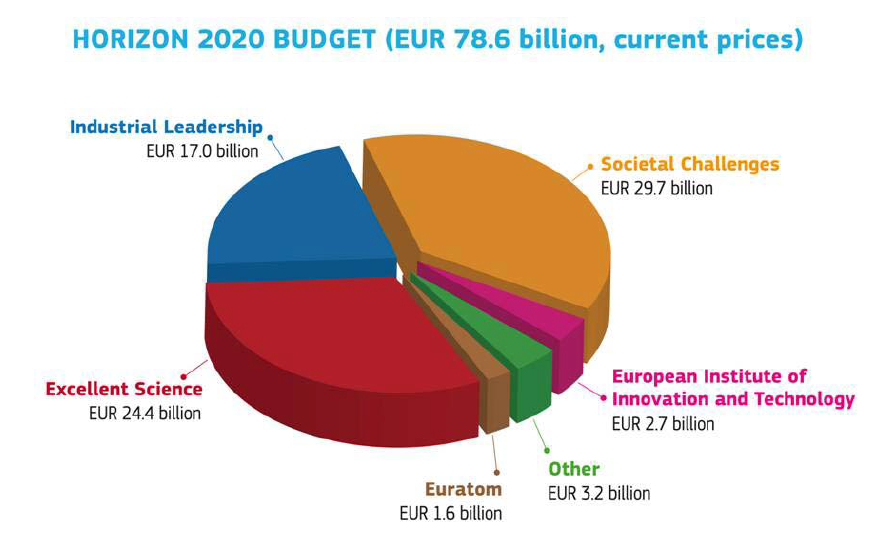 HORIZON 2020 BUDGET (EUR 78.6 billion, current prices)
Industrial Leadership
EUR 17.0 billion
Societal Challenges
EUR 29.7 billion
European Institute of
Innovation and Technology
EUR 2.7 billion
Excellent Science
EUR 24.4 billion
Other
EUR 3.2 billion
Euratom
EUR 1.6 billion